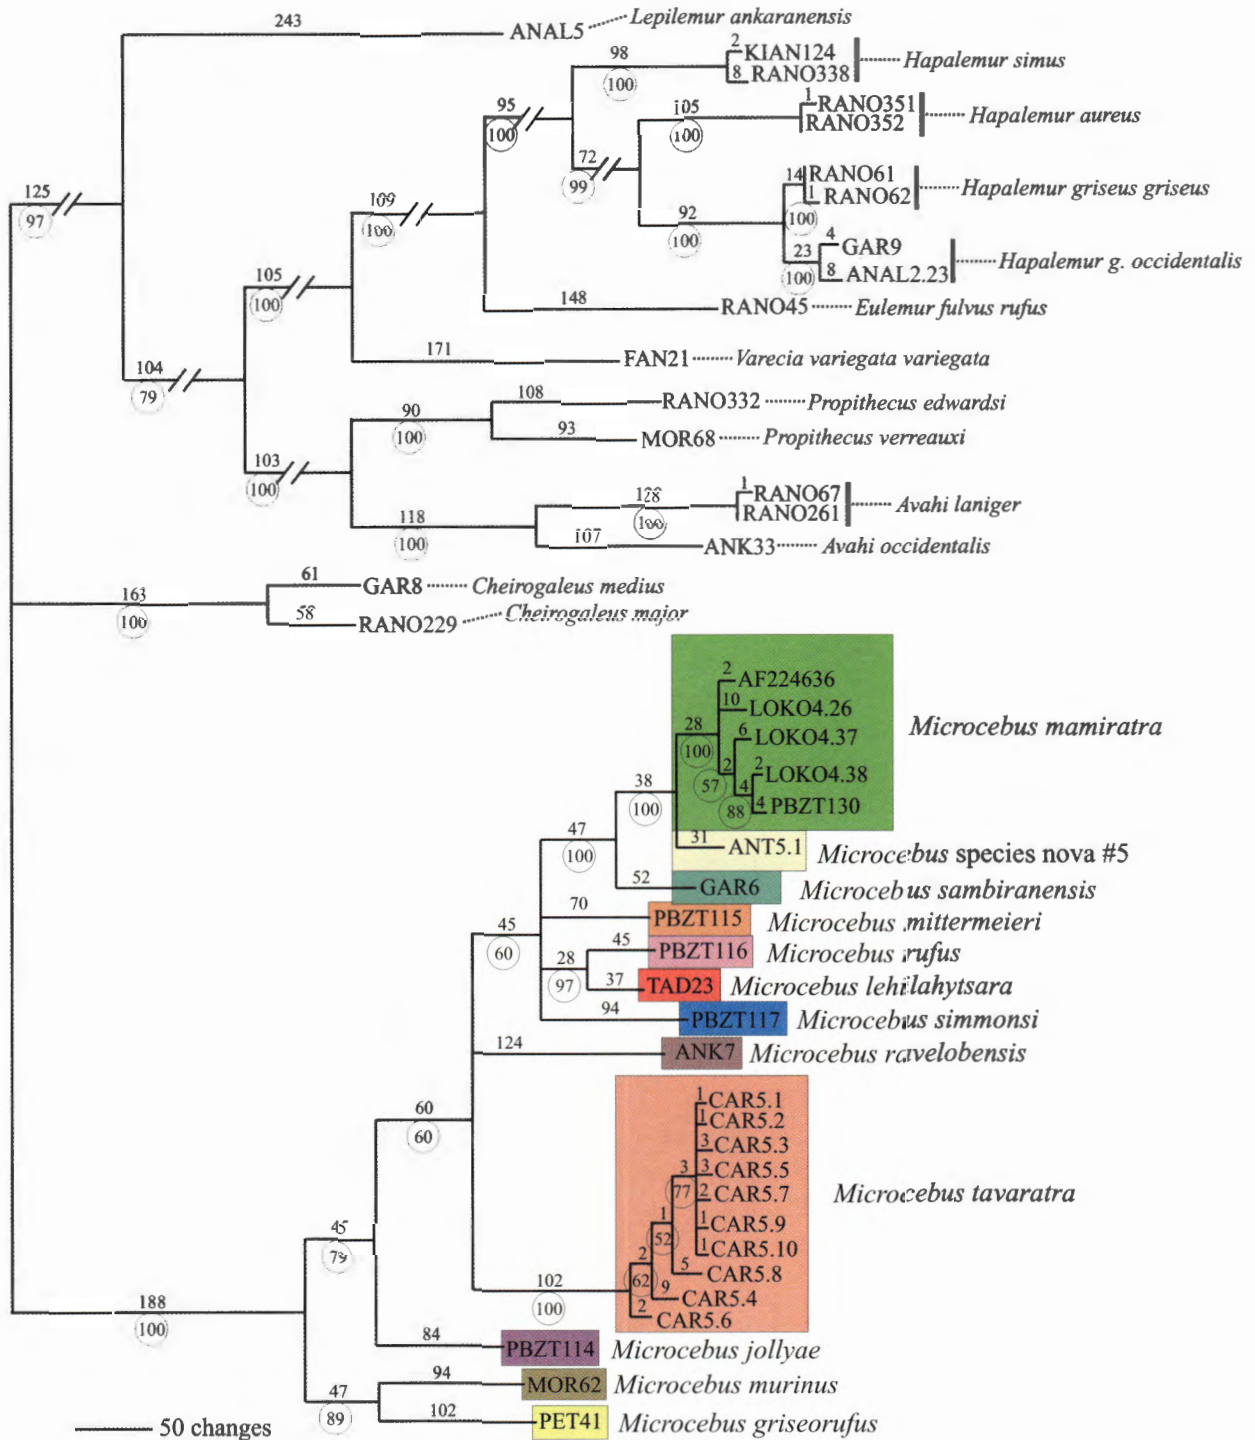 243
ANAL5
Lepilemur ankaranensis
98
100
2
KIAN124
8
RANO338
Hapalemur simus
95
100
105
100
1
RANO351
RANO352
Hapalemur aureus
72
99
125
97
109
100
92
100
14
RANO61
1
RANO62
100
Hapalemur griseus griseus
4
GAR9
23
100
8
ANAL2.23
Hapalemur g. occidentalis
105
100
148
RANO45
Eulemur fulvus rufus
171
FAN21
Varecia variegata variegata
104
79
108
RANO332
Propithecus edwardsi
90
100
93
MOR68
Propithecus verreauxi
103
100
128
100
1
RANO67
RANO261
Avahi laniger
118
100
107
ANK33
Avahi occidentalis
61
GAR8
Cheirogaleus medius
163
100
58
RANO229
Cheirogaleus major
2
AF224636
10
LOKO4.26
28
100
6
LOKO4.37
Microcebus mamiratra
2
57
2
LOKO4.38
4
88
4
PBZT130
38
100
31
ANT5.1
Microcebus species nova #5
47
100
52
GAR6
Microcebus sambiranensis
70
PBZT115
Microcebus mittermeieri
45
60
45
PBZT116
Microcebus rufus
28
97
37
TAD23
Microcebus lehilahytsara
94
PBZT117
Microcebus simmonsi
124
ANK7
Microcebus ravelobensis
60
60
1
CAR5.1
1
CAR5.2
3
CAR5.3
3
77
3
CAR5.5
2
CAR5.7
Microcebus tavaratra
1
52
1
CAR5.9
1
CAR5.10
2
62
5
CAR5.8
9
CAR5.4
2
CAR5.6
102
100
45
79
188
100
84
PBZT114
Microcebus jollyae
94
MOR62
Microcebus murinus
47
89
102
PET41
Microcebus griseorufus
50 changes